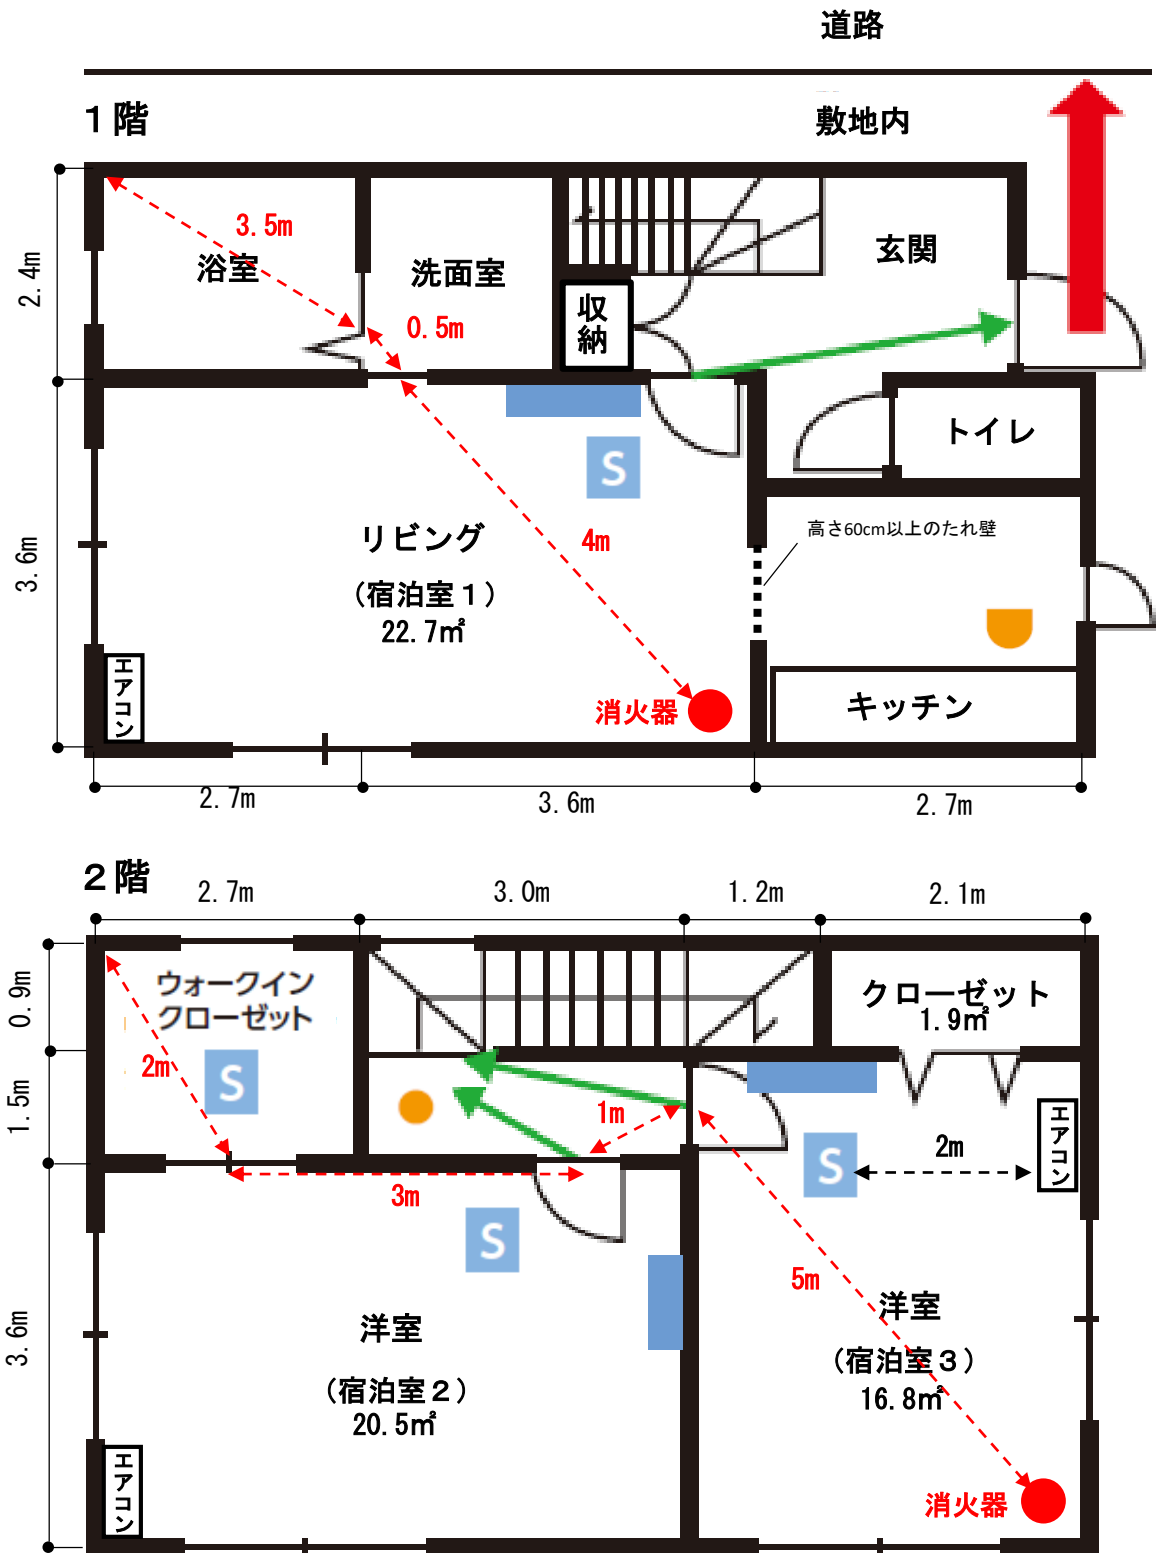 道路
1階
敷地内
3.5m
浴室
洗面室
玄関
2.4m
0.5m
収納
トイレ
S
リビング
4m
高さ60cm以上のたれ壁
(宿泊室1)
22.7㎡
3.6m
エアコン
消火器
キッチン
2.7m
3.6m
2.7m
2階
2.7m
3.0m
1.2m
2.1m
0.9m
ウォークイン
クローゼット
クローゼット
1.9㎡
2m
S
1.5m
1m
エアコン
S
2m
3m
S
5m
3.6m
洋室
(宿泊室2)
20.5㎡
洋室
(宿泊室3)
16.8㎡
エアコン
消火器